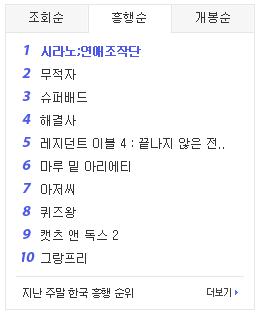 조회순 흥행순 개봉순
1 시라노;연애조작단
2 무적자
3 슈퍼배드
4 해결사
5 레지던트 이블 4 : 끝나지 않은 전..
6 마루 밑 아리에티
7 아저씨
8 퀴즈왕
9 캣츠 앤 독스 2
10 그랑프리
지난 주말 한국 흥행 순위 더보기